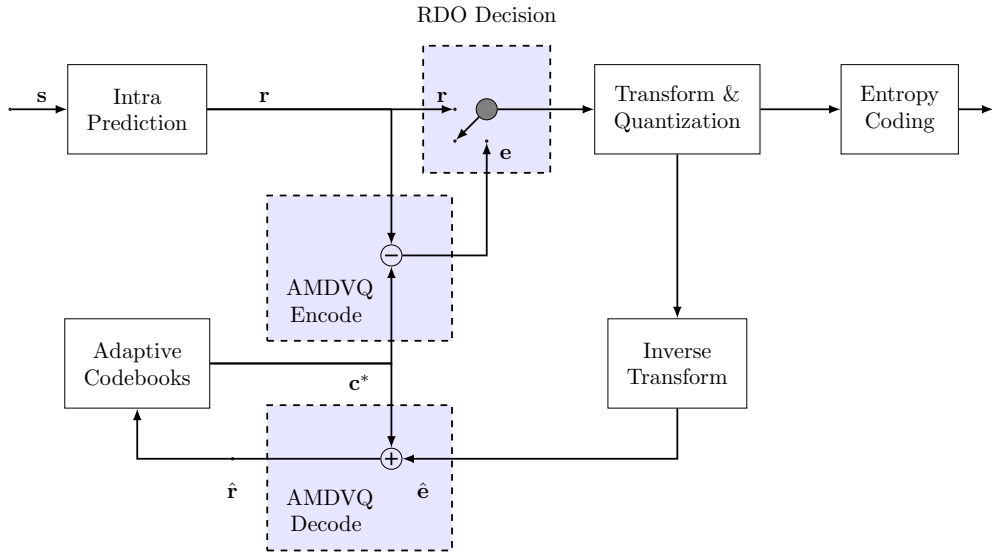 RDO Decision
s
Intra
Prediction
r
r
e
Transform &
Quantization
Entropy
Coding
−
AMDVQ
Encode
Adaptive
Codebooks
c*
Inverse
Transform
+
r̂
ê
AMDVQ
Decode